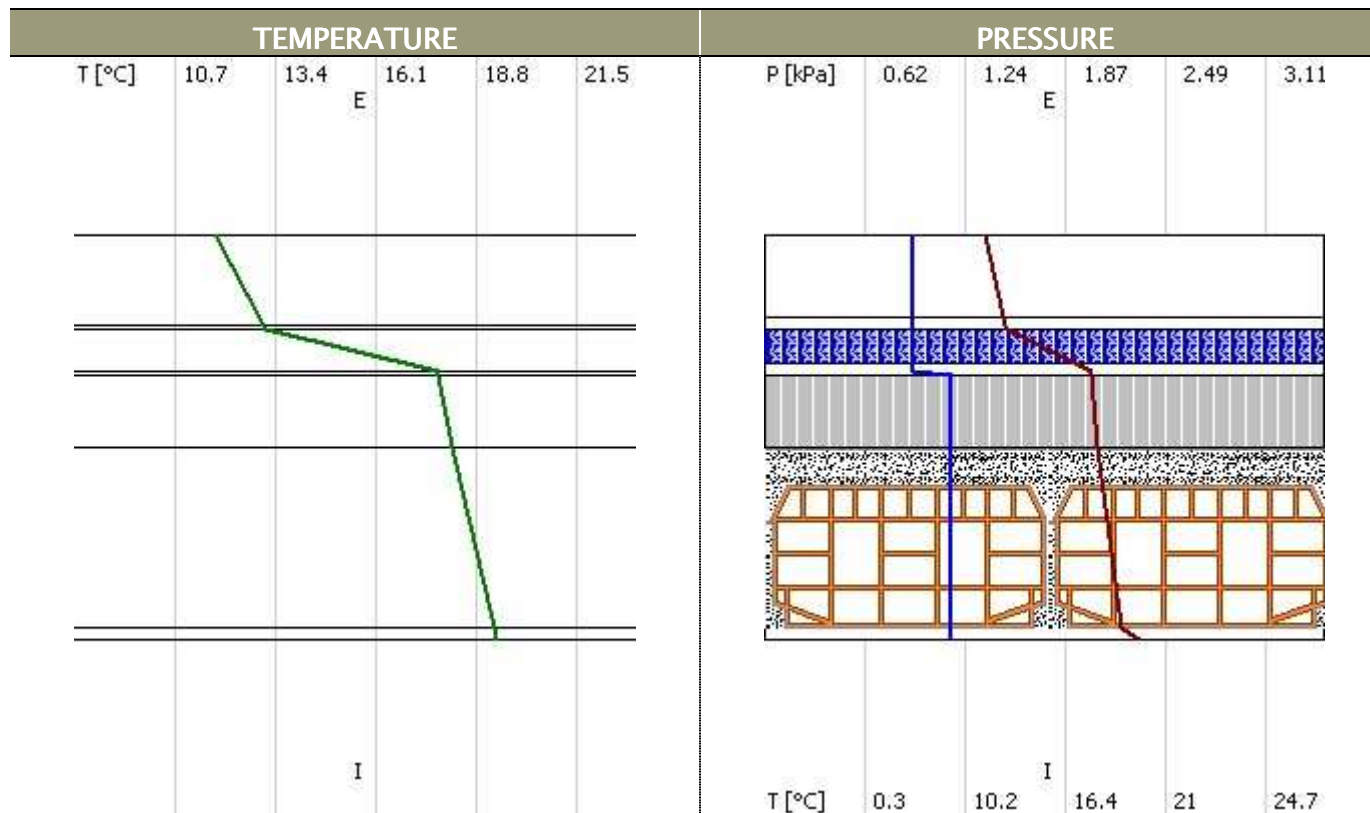 TEMPERATURE
T [°C] 10.7 13.4 16.1 18.8 21.5
E
I
PRESSURE
P [kPa] 0.62 1.24 1.87 2.49 3.11
E
I
T [°C] 0.3 10.2 16.4 21 24.7